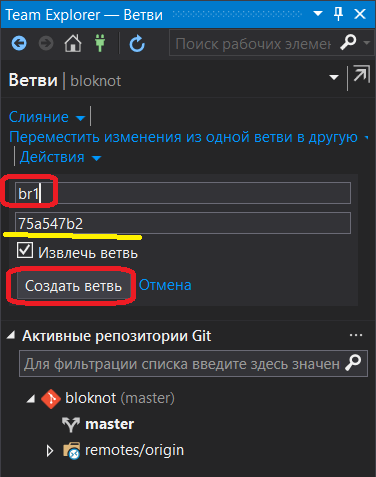 Team Explorer — Ветви
Поиск рабочих элемен
Ветви | bloknot
Слияние
Переместить изменения из одной ветви в другую
Действия
br1
75a547b2
Извлечь ветвь
Создать ветвь Отмена
Активные репозитории Git ...
Для фильтрации списка введите здесь значен
bloknot (master)
master
remotes/origin